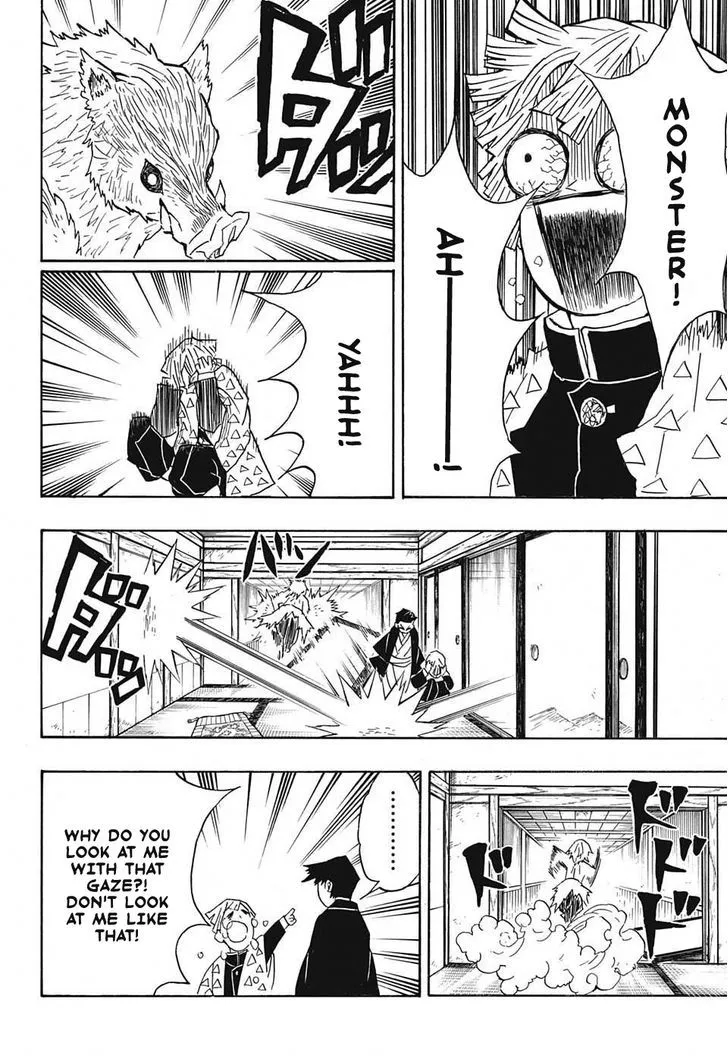 MONSTER!
AH——!
YAHHH!
バン
ドドド
.........
WHY DO YOU
LOOK AT ME
WITH THAT
GAZE?!
DON'T LOOK
AT ME LIKE
THAT!